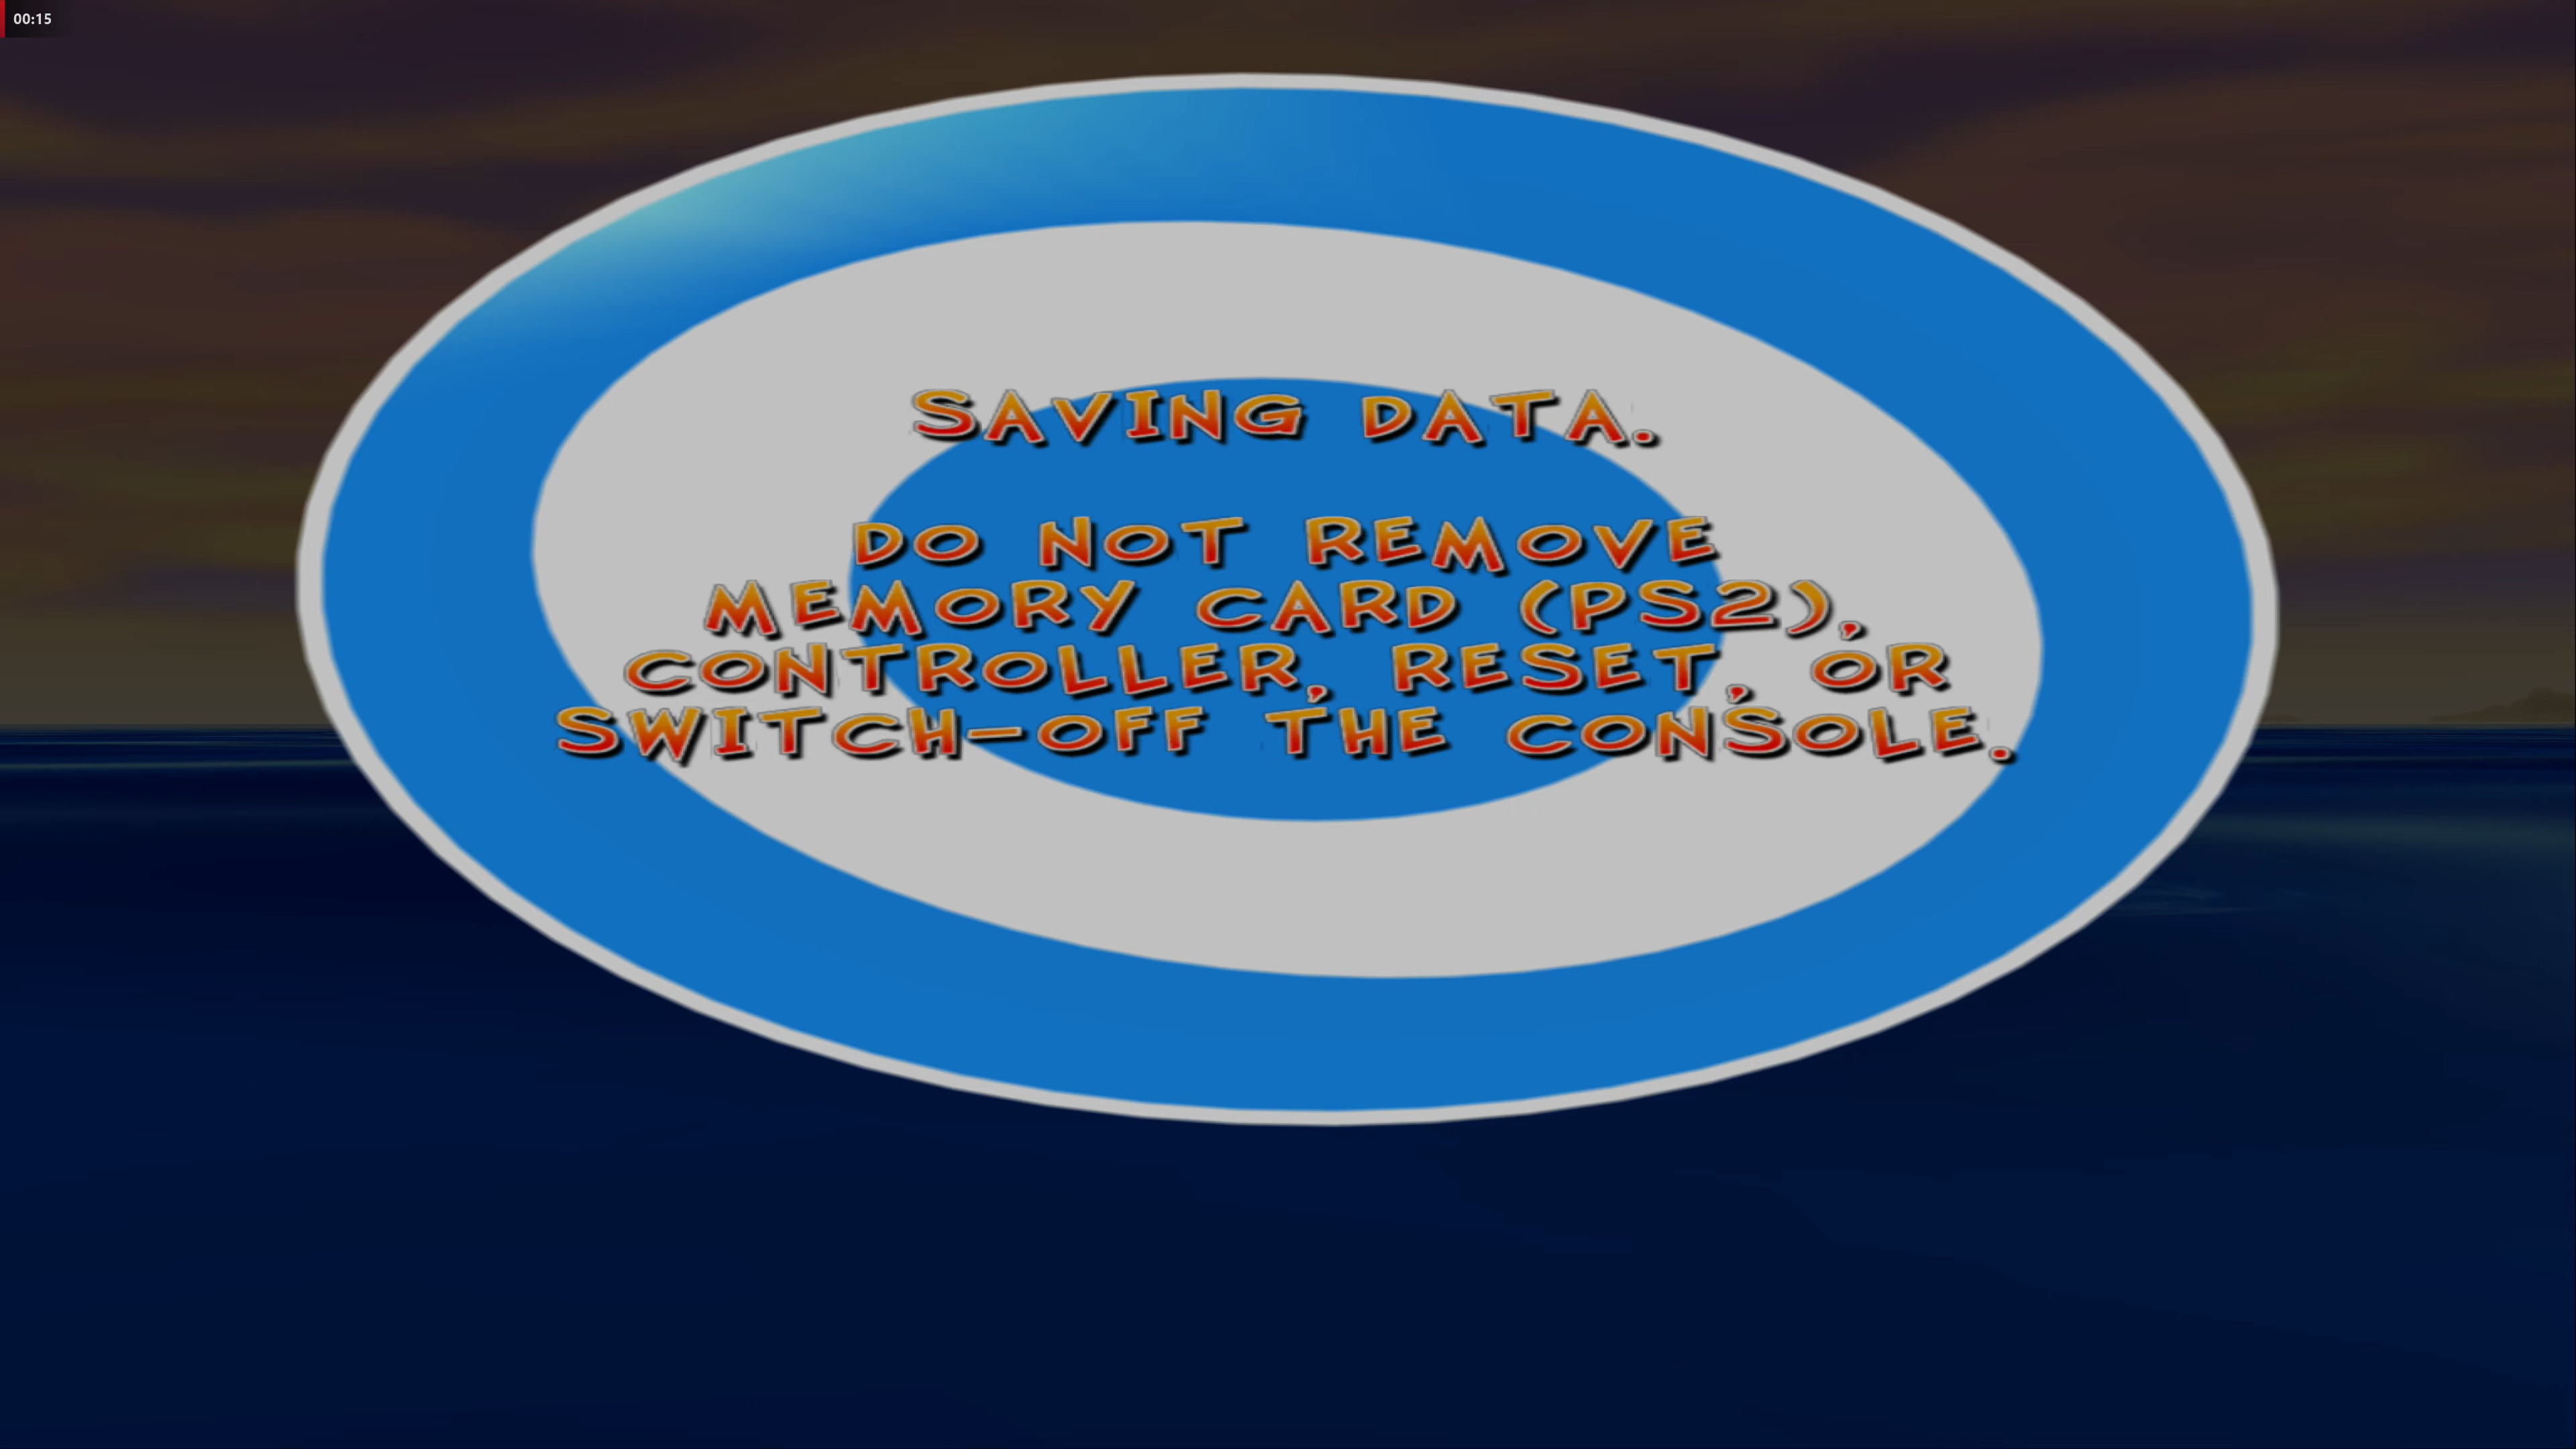 00:15
SAVING DATA.
DO NOT REMOVE
MEMORY CARD (PS2),
CONTROLLER, RESET, OR
SWITCH-OFF THE CONSOLE.